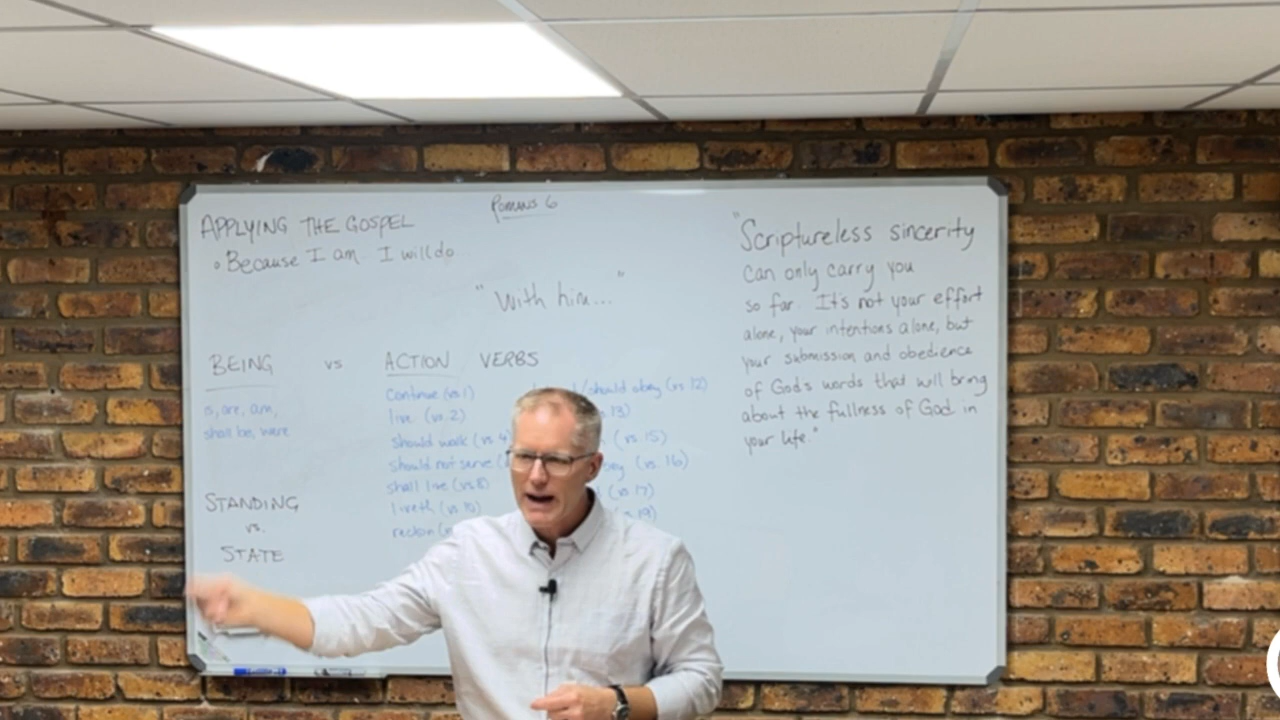 Romans 6
APPLYING THE GOSPEL
Because I am I will do
"With him..."
BEING vs ACTION VERBS
is, are, am,
shall be, were
continue (vs 1)
live (vs. 2)
should walk (vs 4
should not serve
shall live (vs 8)
liveth (vs 10)
reckon
/should obey (vs 12)
13)
(vs 15)
obey (vs. 16)
(vs 17)
19)
STANDING
vs.
STATE
"Scriptureless sincerity
can only carry you
so far. It's not your effort
alone, your intentions alone, but
your submission and obedience
of God's words that will bring
about the fullness of God in
your life."